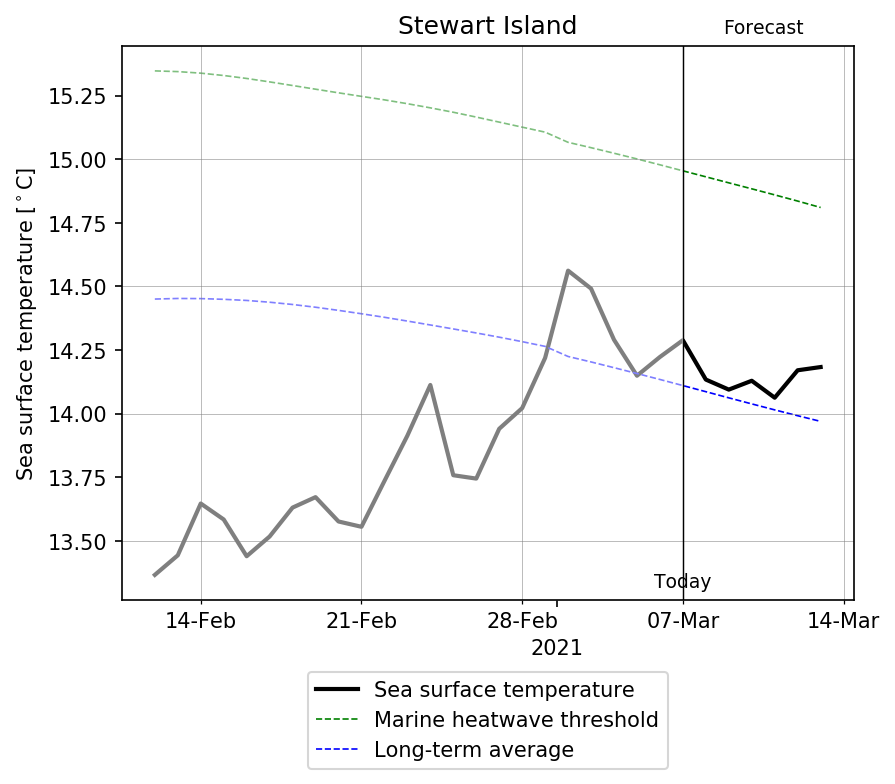 Stewart Island
Forecast
Sea surface temperature [°C]
15.25
15.00
14.75
14.50
14.25
14.00
13.75
13.50
Today
14-Feb
21-Feb
28-Feb
07-Mar
14-Mar
2021
Sea surface temperature
Marine heatwave threshold
Long-term average